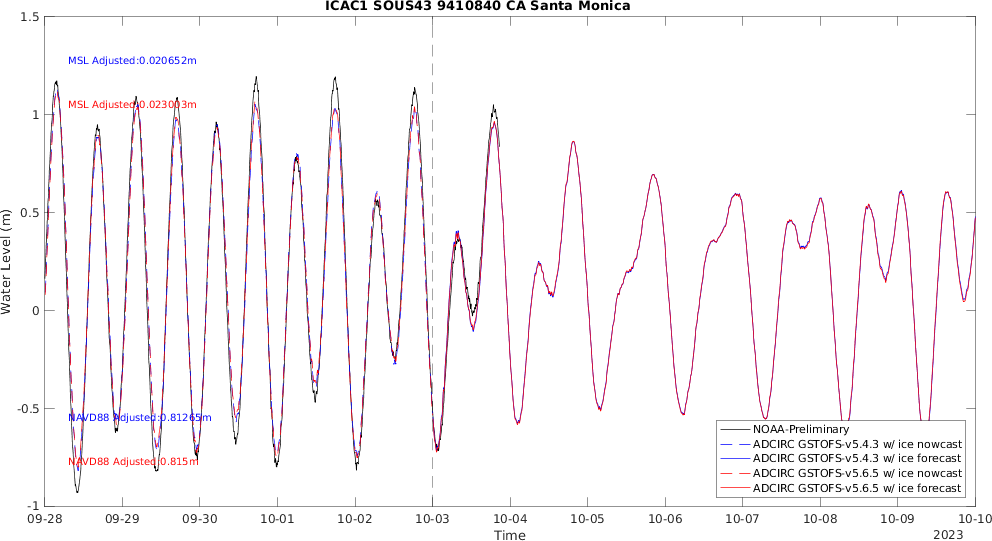 ICAC1 SOUS43 9410840 CA Santa Monica
1.5
1
0.5
0
-0.5
-1
Water Level (m)
MSL Adjusted:0.020652m
MSL Adjusted:0.023013m
NAVD88 Adjusted:0.81265m
NAVD88 Adjusted:0.815m
NOAA-Preliminary
ADCIRC GSTOFS-v5.4.3 w/ ice nowcast
ADCIRC GSTOFS-v5.4.3 w/ ice forecast
ADCIRC GSTOFS-v5.6.5 w/ ice nowcast
ADCIRC GSTOFS-v5.6.5 w/ ice forecast
09-28 09-29 09-30 10-01 10-02 10-03 10-04 10-05 10-06 10-07 10-08 10-09 10-10
Time
2023